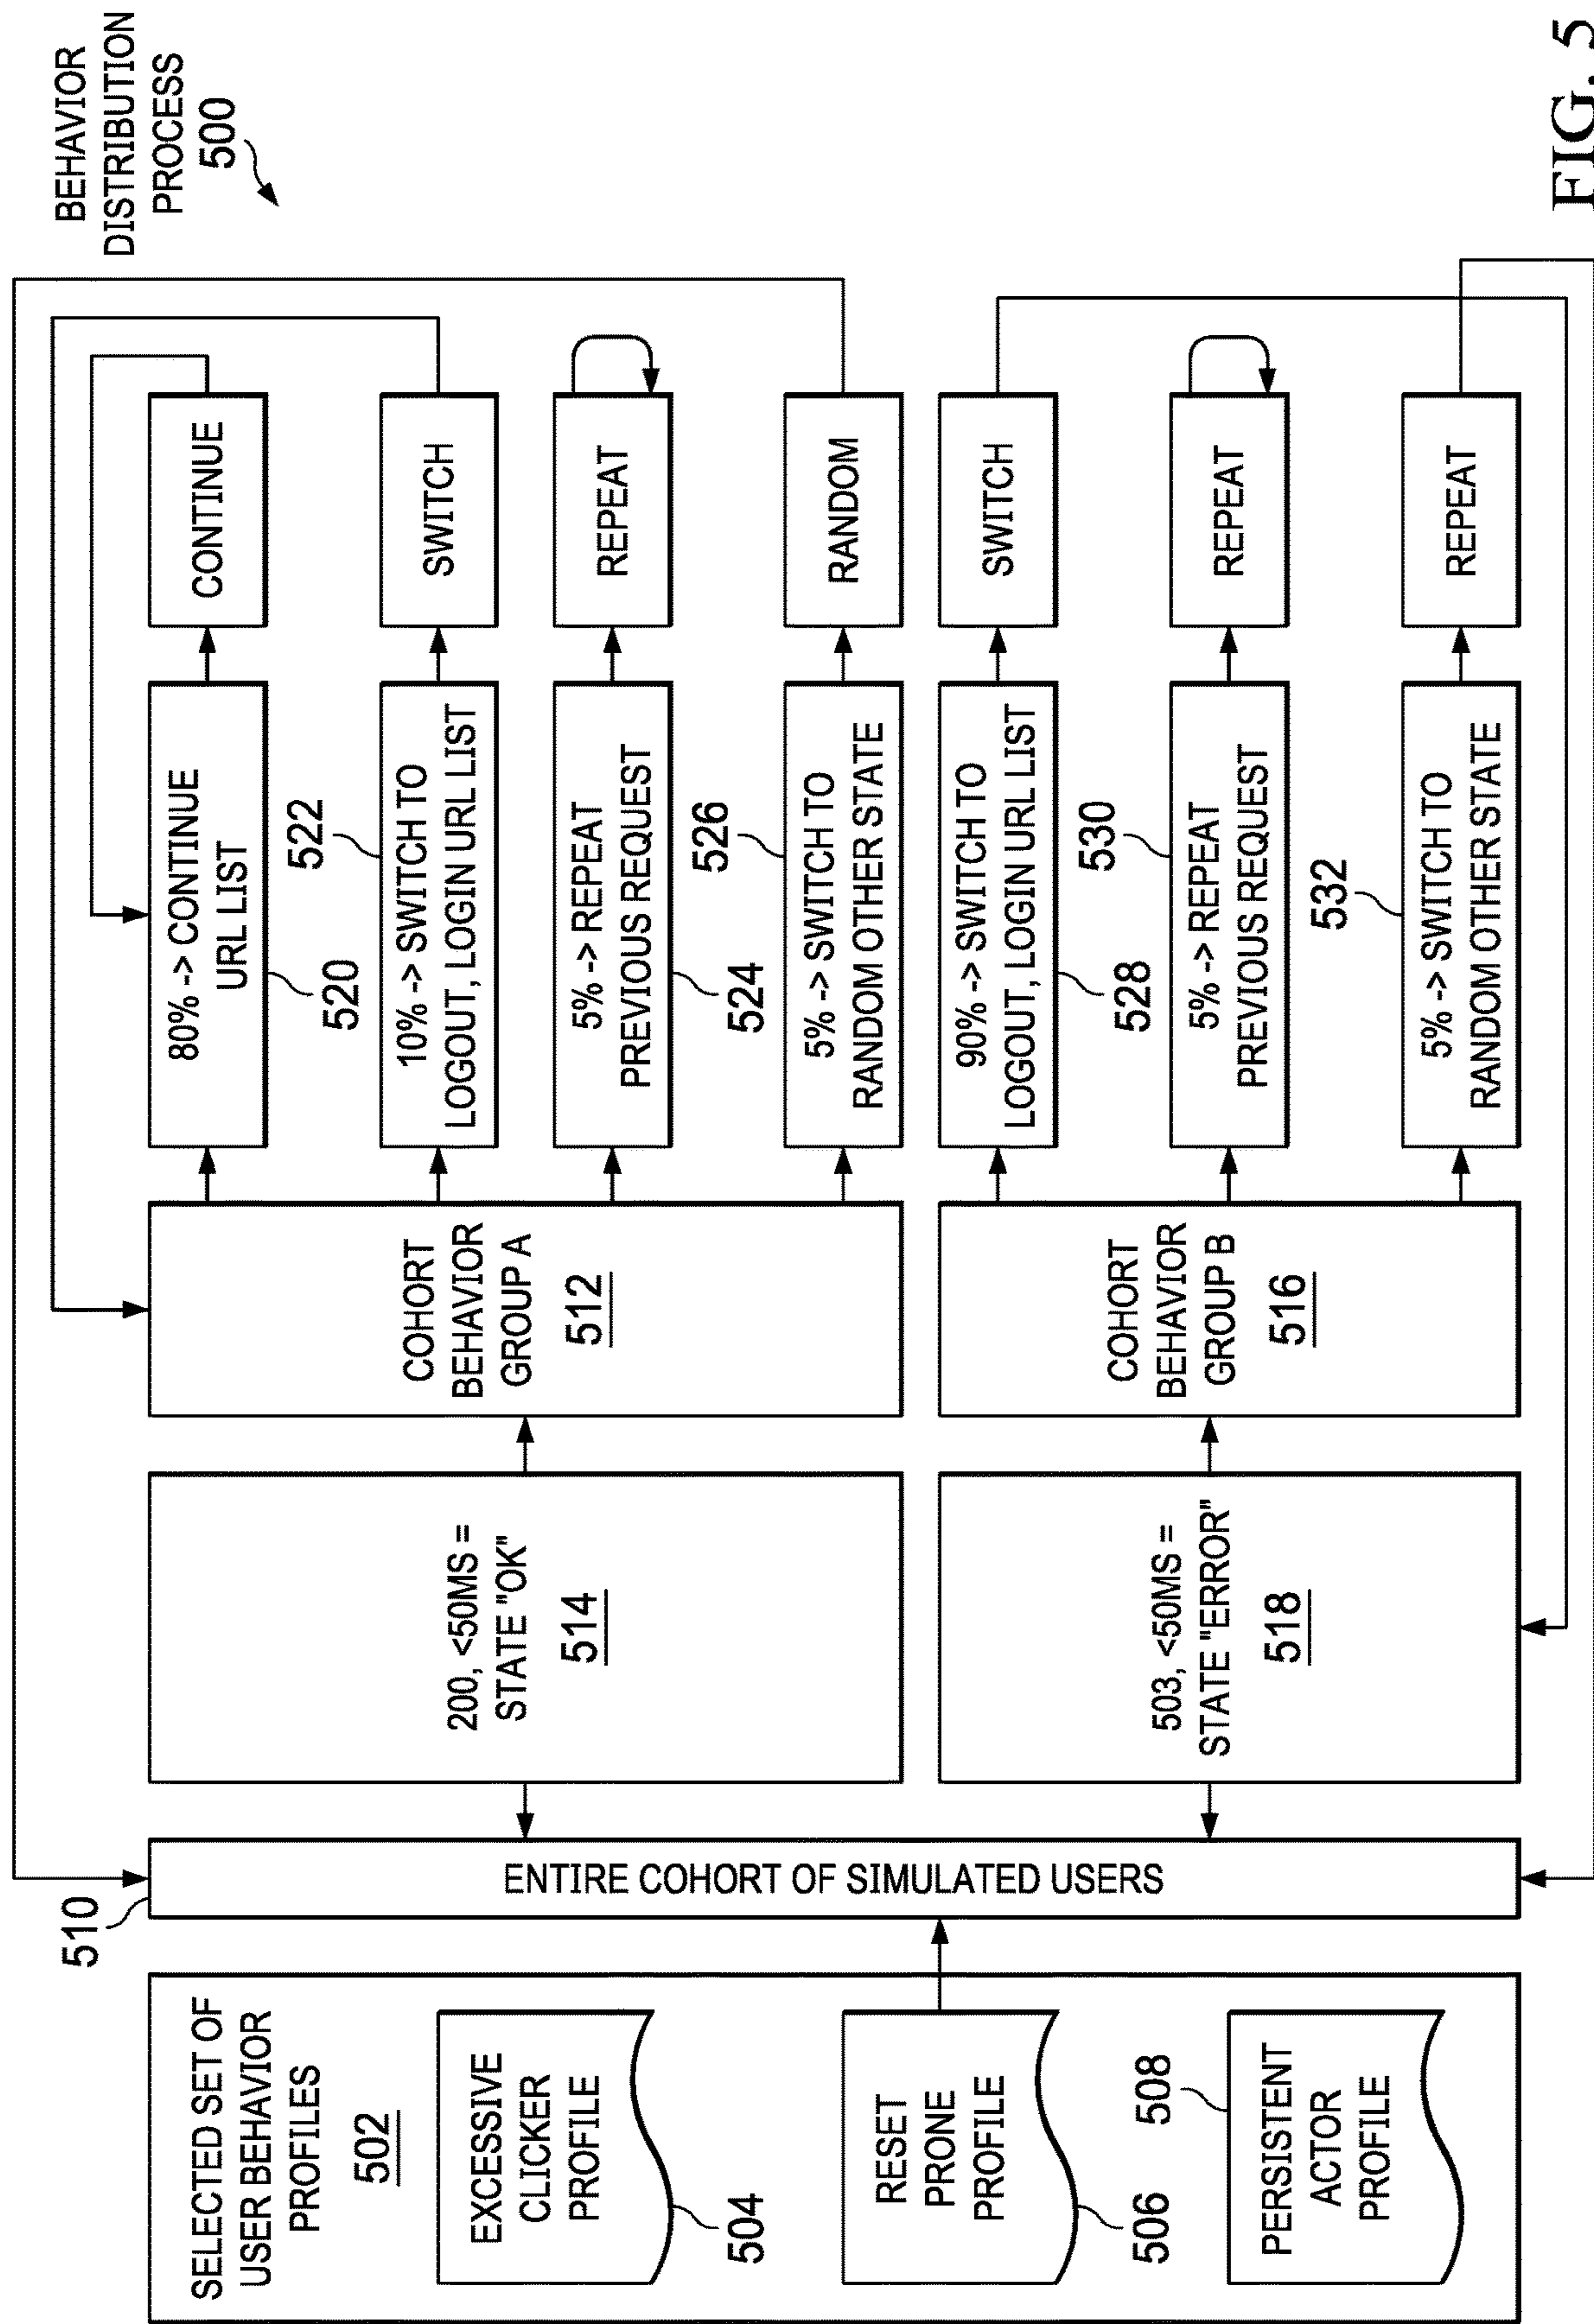 BEHAVIOR
DISTRIBUTION
PROCESS
500
SELECTED SET OF
USER BEHAVIOR
PROFILES
502
EXCESSIVE
CLICKER
PROFILE
504
RESET
PRONE
PROFILE
506
508
PERSISTENT
ACTOR
PROFILE
510
ENTIRE COHORT OF SIMULATED USERS
200, <50MS =
STATE "OK"
514
503, <50MS =
STATE "ERROR"
518
COHORT
BEHAVIOR
GROUP A
512
COHORT
BEHAVIOR
GROUP B
516
80% -> CONTINUE
URL LIST
520
CONTINUE
522
10% -> SWITCH TO
LOGOUT, LOGIN URL LIST
SWITCH
5% -> REPEAT
PREVIOUS REQUEST
524
REPEAT
526
5% -> SWITCH TO
RANDOM OTHER STATE
RANDOM
90% -> SWITCH TO
LOGOUT, LOGIN URL LIST
528
SWITCH
530
5% -> REPEAT
PREVIOUS REQUEST
REPEAT
532
5% -> SWITCH TO
RANDOM OTHER STATE
REPEAT
FIG. 5